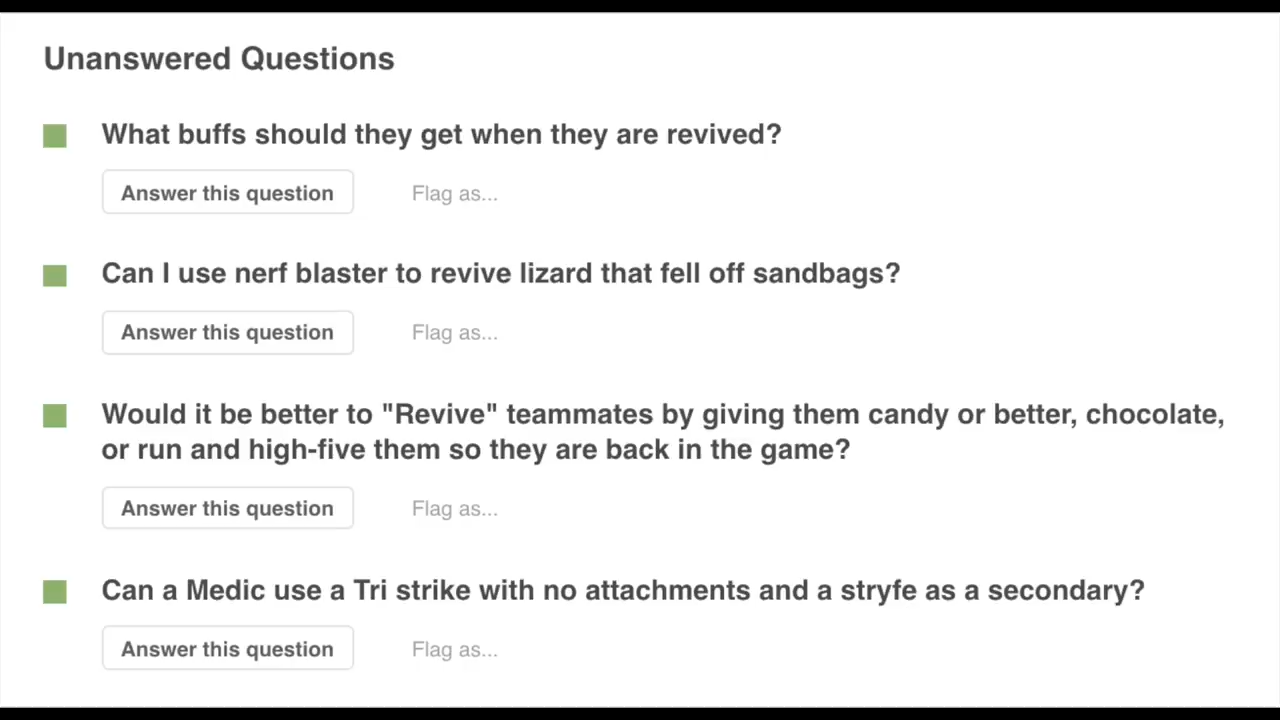 Unanswered Questions
What buffs should they get when they are revived?
Answer this question
Flag as...
Can I use nerf blaster to revive lizard that fell off sandbags?
Answer this question
Flag as...
Would it be better to "Revive" teammates by giving them candy or better, chocolate,
or run and high-five them so they are back in the game?
Answer this question
Flag as...
Can a Medic use a Tri strike with no attachments and a stryfe as a secondary?
Answer this question
Flag as...